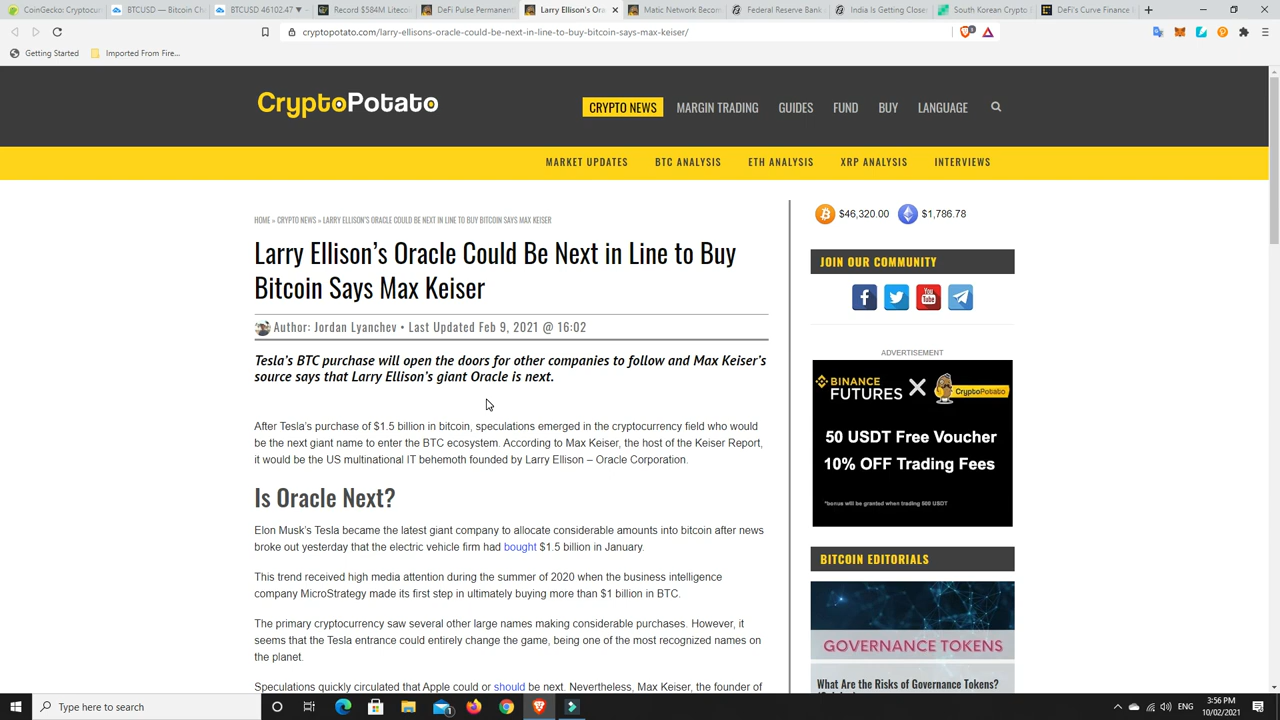 CoinGecko: Cryptocurr
BTCUSD — Bitcoin Ch
BTCUSD 46102.47 ▼
Record $584M Litecoi
DeFi Pulse Permanentl
Larry Ellison's Ora
Matic Network Becom
Federal Reserve Bank
India Is Getting Closer
South Korean Crypto
DeFi's Curve Finance L
cryptopotato.com/larry-ellisons-oracle-could-be-next-in-line-to-buy-bitcoin-says-max-keiser/
Getting Started
Imported From Fire...
CryptoPotato
CRYPTO NEWS
MARGIN TRADING
GUIDES
FUND
BUY
LANGUAGE
MARKET UPDATES
BTC ANALYSIS
ETH ANALYSIS
XRP ANALYSIS
INTERVIEWS
HOME » CRYPTO NEWS » LARRY ELLISON'S ORACLE COULD BE NEXT IN LINE TO BUY BITCOIN SAYS MAX KEISER
Larry Ellison's Oracle Could Be Next in Line to Buy
Bitcoin Says Max Keiser
Author: Jordan Lyanchev • Last Updated Feb 9, 2021 @ 16:02
Tesla's BTC purchase will open the doors for other companies to follow and Max Keiser's
source says that Larry Ellison's giant Oracle is next.
After Tesla's purchase of $1.5 billion in bitcoin, speculations emerged in the cryptocurrency field who would
be the next giant name to enter the BTC ecosystem. According to Max Keiser, the host of the Keiser Report,
it would be the US multinational IT behemoth founded by Larry Ellison – Oracle Corporation.
Is Oracle Next?
Elon Musk's Tesla became the latest giant company to allocate considerable amounts into bitcoin after news
broke out yesterday that the electric vehicle firm had bought $1.5 billion in January.
This trend received high media attention during the summer of 2020 when the business intelligence
company MicroStrategy made its first step in ultimately buying more than $1 billion in BTC.
The primary cryptocurrency saw several other large names making considerable purchases. However, it
seems that the Tesla entrance could entirely change the game, being one of the most recognized names on
the planet.
Speculations quickly circulated that Apple could or should be next. Nevertheless, Max Keiser, the founder of
$46,320.00
$1,786.78
JOIN OUR COMMUNITY
You Tube
ADVERTISEMENT
BINANCE
FUTURES
CryptoPotato
50 USDT Free Voucher
10% OFF Trading Fees
*bonus will be granted when trading 500 USDT
BITCOIN EDITORIALS
GOVERNANCE TOKENS
What Are the Risks of Governance Tokens?
Type here to search
ENG
3:56 PM
10/02/2021